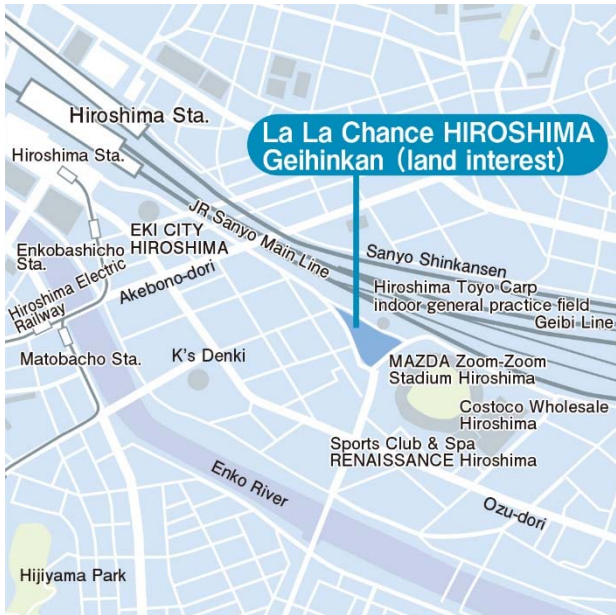 Hiroshima Sta.
La La Chance HIROSHIMA
Geihinkan (land interest)
Hiroshima Sta.
EKI CITY
HIROSHIMA
JR Sanyo Main Line
Sanyo Shinkansen
Enkobashicho
Sta.
Hiroshima Electric
Railway
Akebono-dori
Hiroshima Toyo Carp
indoor general practice field
Geibi Line
Matobacho Sta.
K's Denki
MAZDA Zoom-Zoom
Stadium Hiroshima
Costoco Wholesale
Hiroshima
Sports Club & Spa
RENAISSANCE Hiroshima
Enko River
Ozu-dori
Hijiyama Park